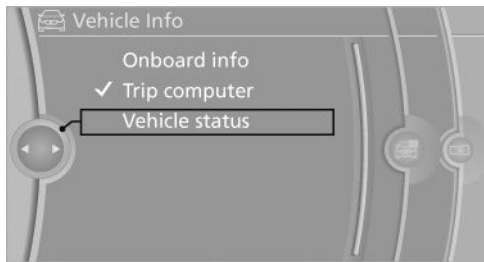 Vehicle Info
Onboard info
Trip computer
Vehicle status